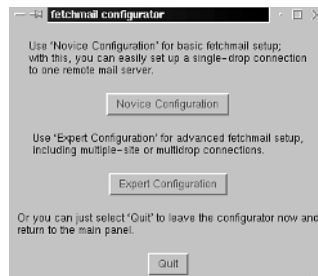 fetchmail configurator
Use 'Novice Configuration' for basic fetchmail setup;
with this, you can easily set up a single-drop connection
to one remote mail server.
Novice Configuration
Use 'Expert Configuration' for advanced fetchmail setup,
including multiple-site or multidrop connections.
Expert Configuration
Or you can just select 'Quit' to leave the configurator now and
return to the main panel.
Quit